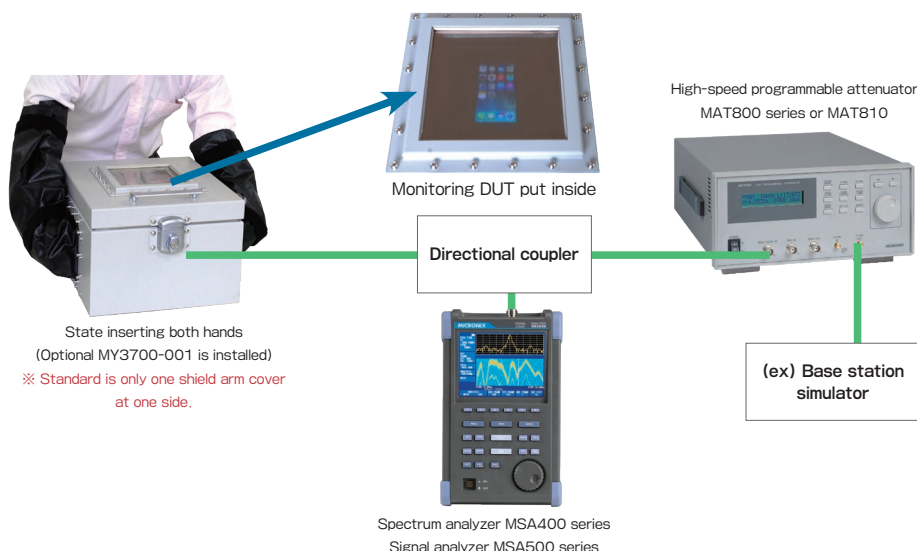 High-speed programmable attenuator
MAT800 series or MAT810
Monitoring DUT put inside
Directional coupler
State inserting both hands
(Optional MY3700-001 is installed)
※ Standard is only one shield arm cover
at one side.
MICRONIX
(ex) Base station
simulator
Spectrum analyzer MSA400 series
Signal analyzer MSA500 series